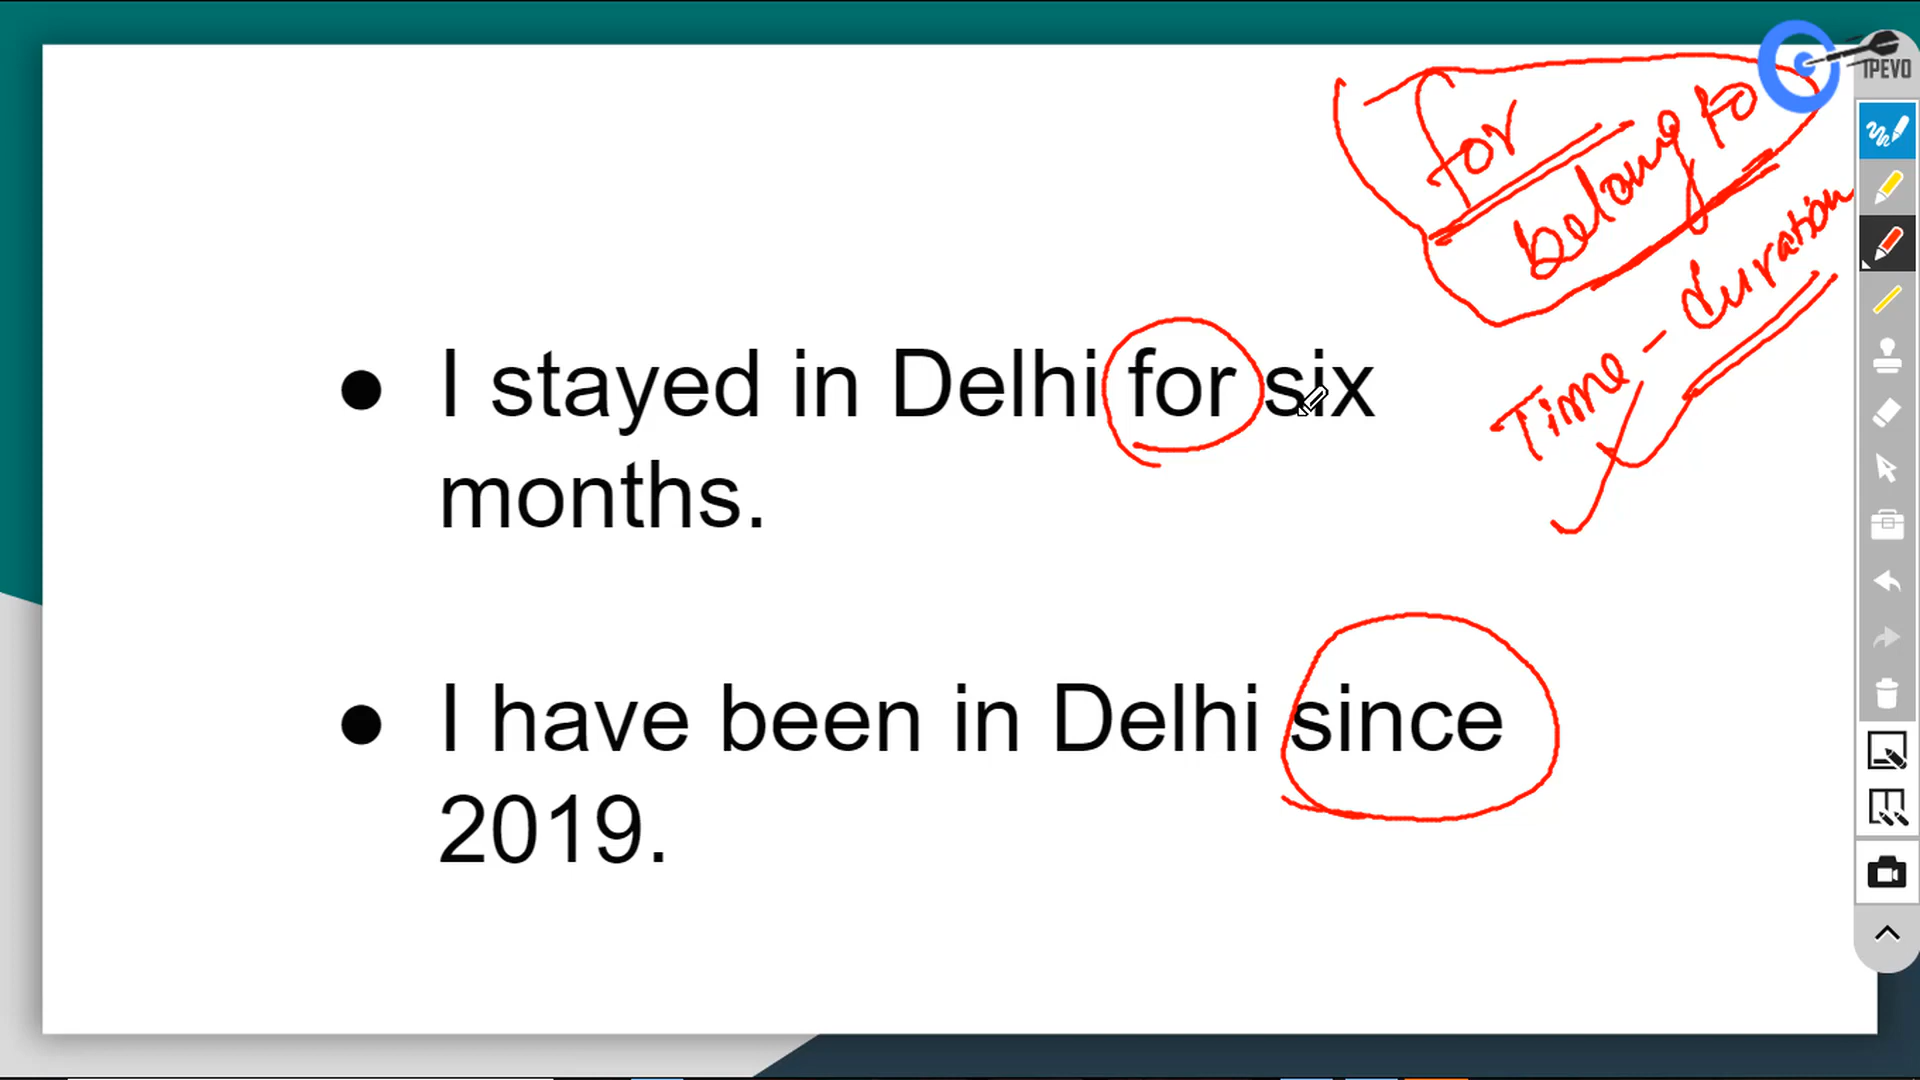 IPEVO
for
belong to
Time - duration
● I stayed in Delhi for six
months.
● I have been in Delhi since
2019.